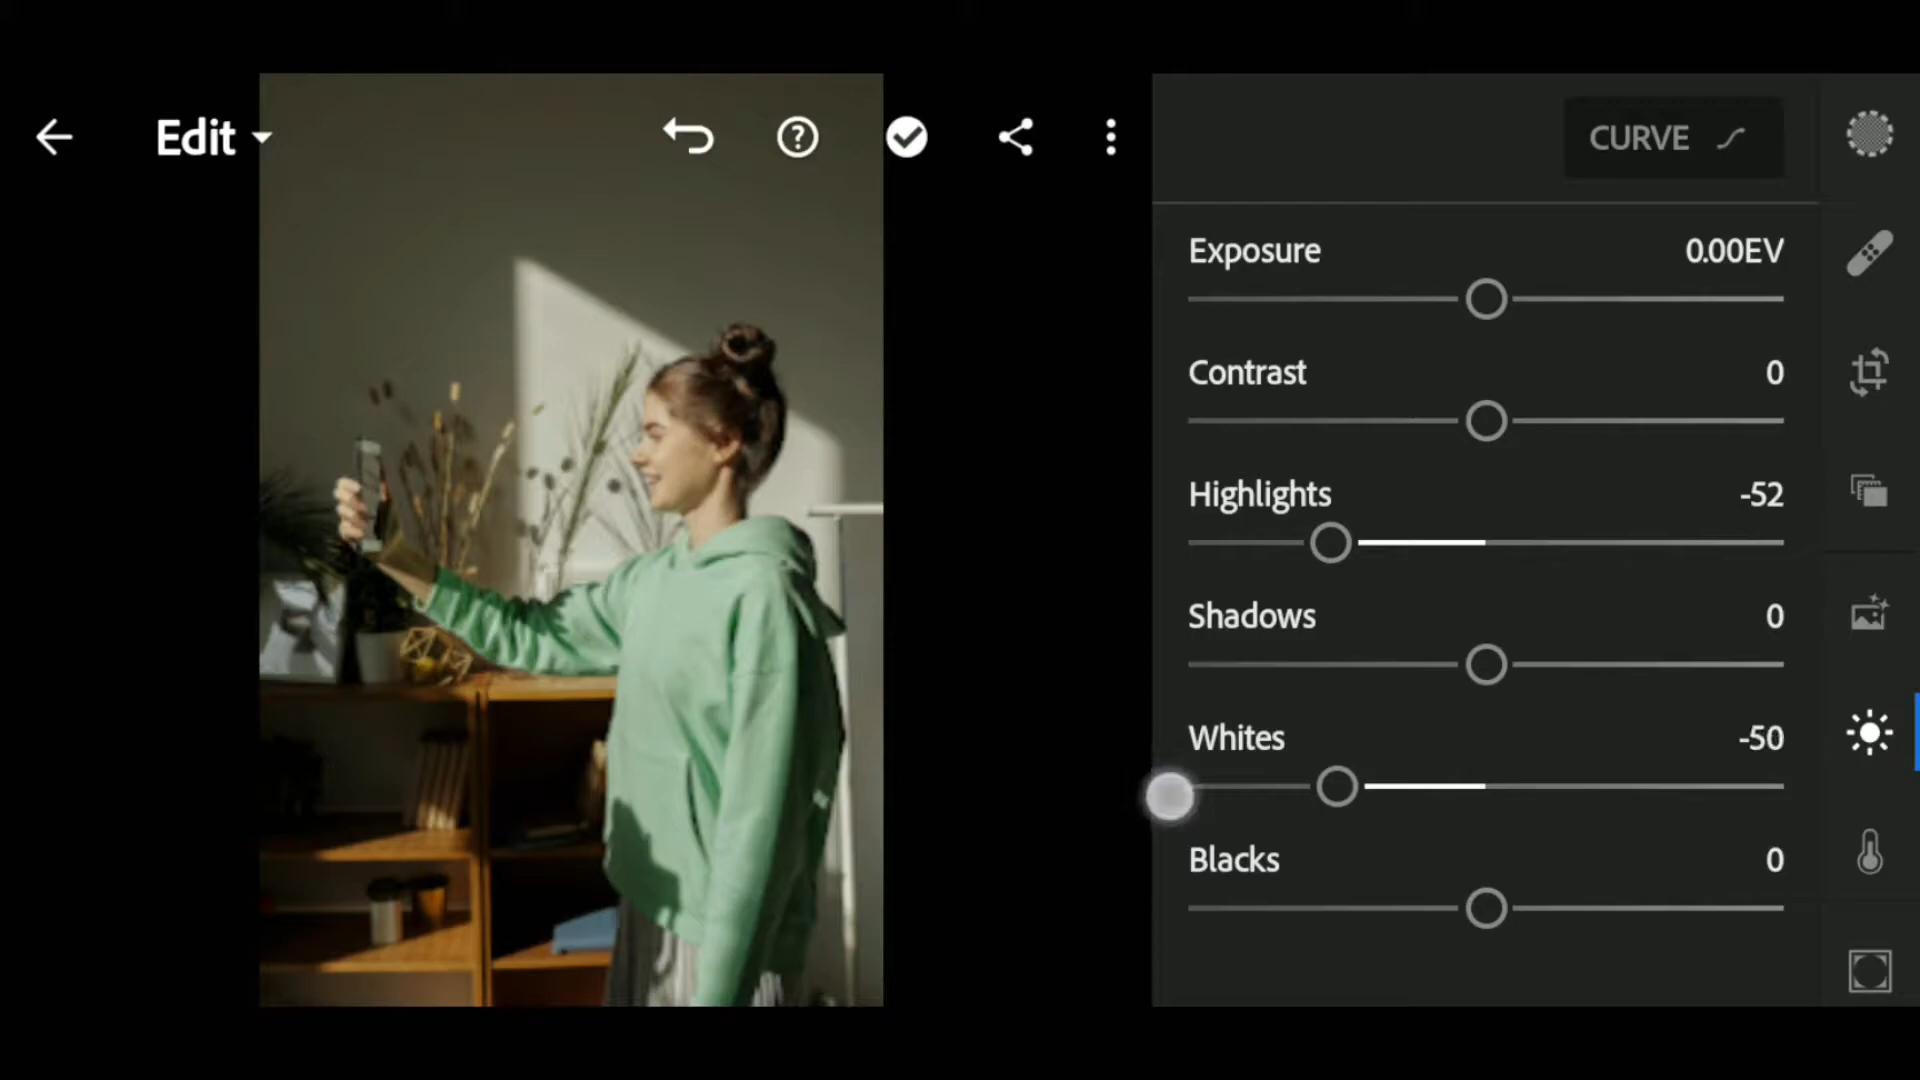 Edit
CURVE
Exposure 0.00EV
Contrast 0
Highlights -52
Shadows 0
Whites -50
Blacks 0